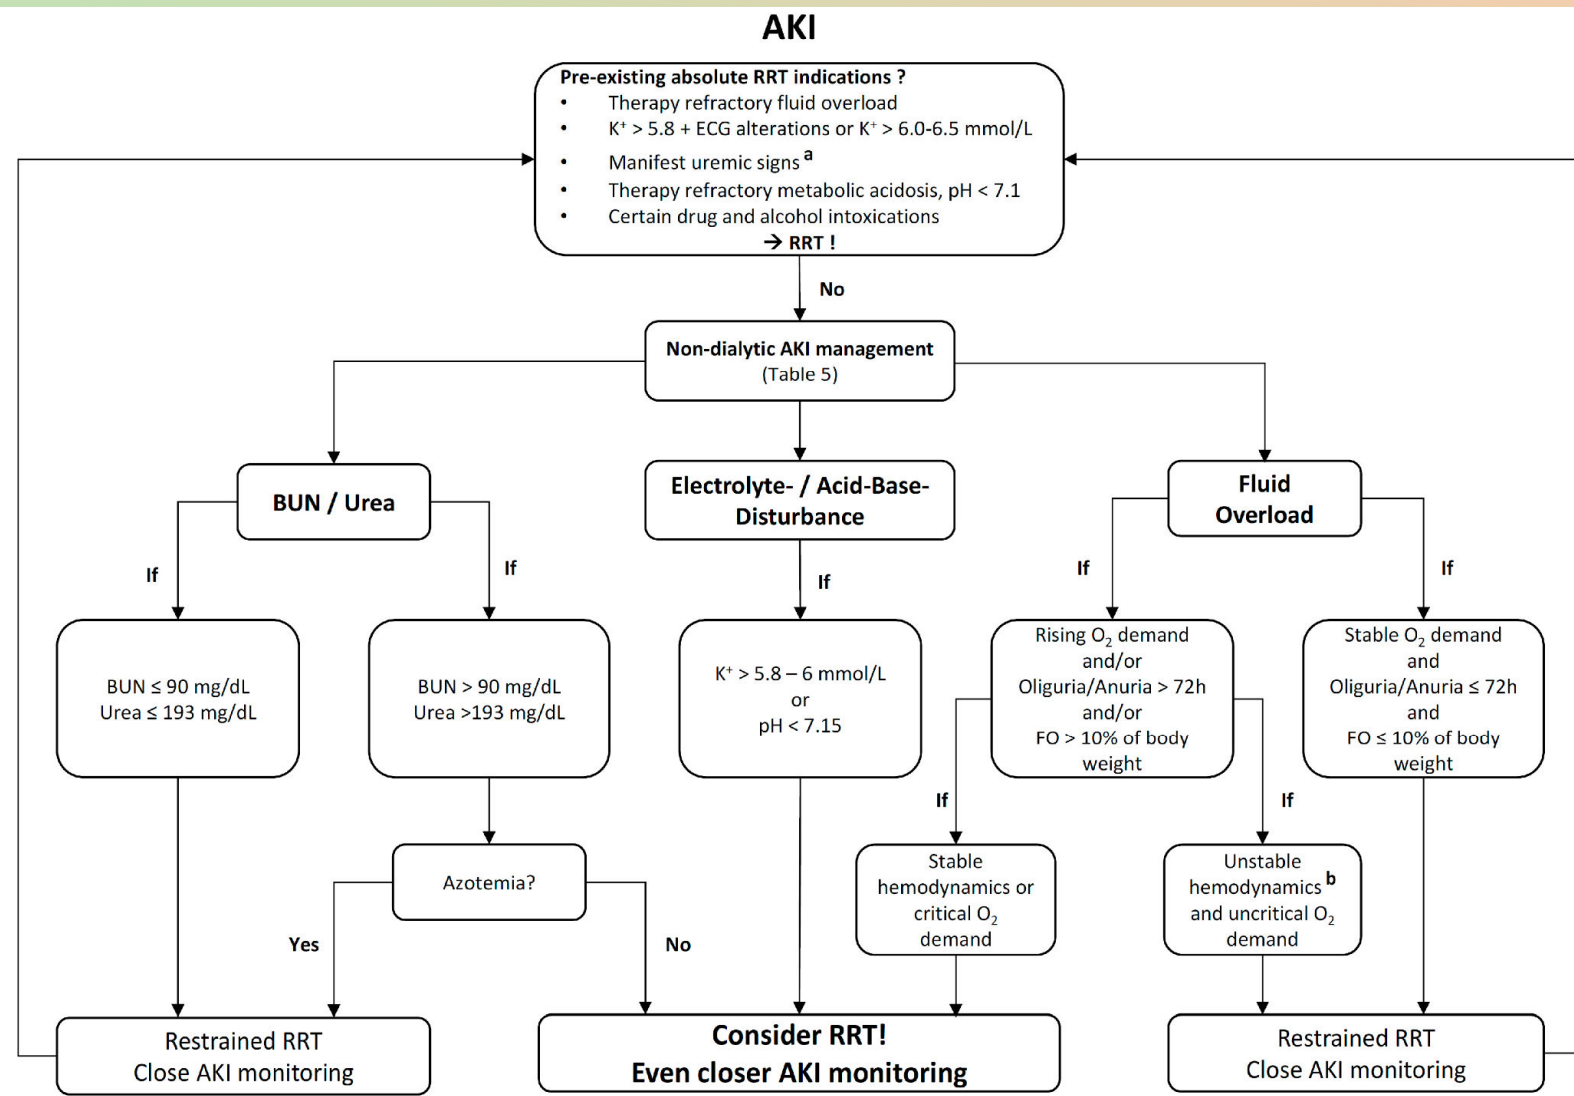 AKI
Pre-existing absolute RRT indications ?
• Therapy refractory fluid overload
• K⁺ > 5.8 + ECG alterations or K⁺ > 6.0-6.5 mmol/L
• Manifest uremic signs ª
• Therapy refractory metabolic acidosis, pH < 7.1
• Certain drug and alcohol intoxications
→ RRT !
No
Non-dialytic AKI management
(Table 5)
BUN / Urea
Electrolyte- / Acid-Base-
Disturbance
Fluid
Overload
If
If
If
If
If
BUN ≤ 90 mg/dL
Urea ≤ 193 mg/dL
BUN > 90 mg/dL
Urea >193 mg/dL
K⁺ > 5.8 – 6 mmol/L
or
pH < 7.15
Rising O₂ demand
and/or
Oliguria/Anuria > 72h
and/or
FO > 10% of body
weight
Stable O₂ demand
and
Oliguria/Anuria ≤ 72h
and
FO ≤ 10% of body
weight
If
If
Azotemia?
Stable
hemodynamics or
critical O₂
demand
Unstable
hemodynamics ᵇ
and uncritical O₂
demand
Yes
No
Restrained RRT
Close AKI monitoring
Consider RRT!
Even closer AKI monitoring
Restrained RRT
Close AKI monitoring